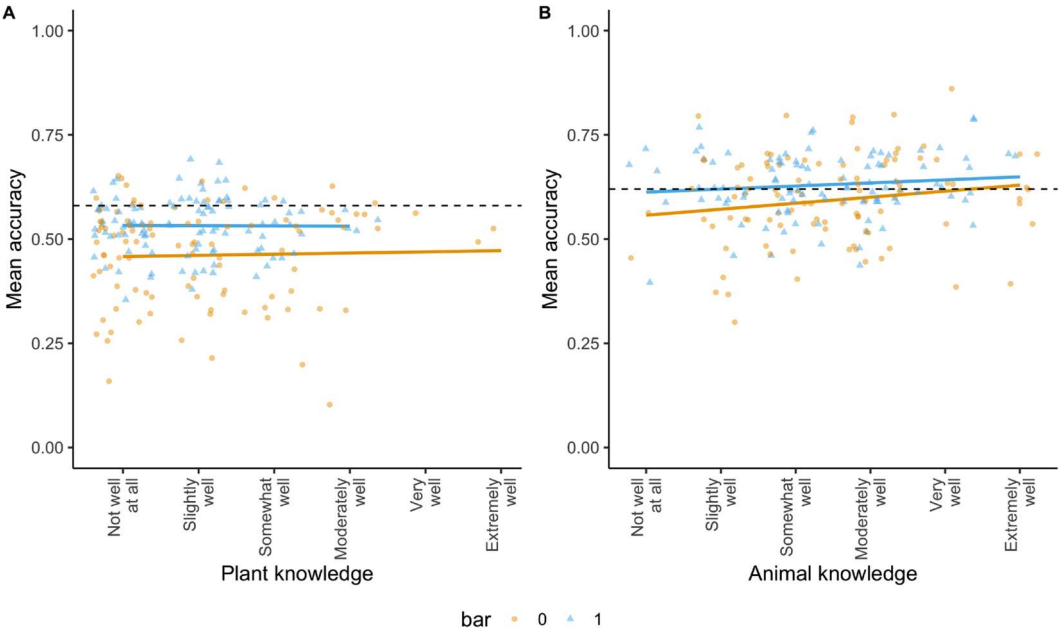 A
1.00
0.75
0.50
0.25
0.00
Mean accuracy
Not well
at all
Slightly
well
Somewhat
well
Moderately
well
Very
well
Extremely
well
Plant knowledge
B
1.00
0.75
0.50
0.25
0.00
Mean accuracy
Not well
at all
Slightly
well
Somewhat
well
Moderately
well
Very
well
Extremely
well
Animal knowledge
bar 0 1